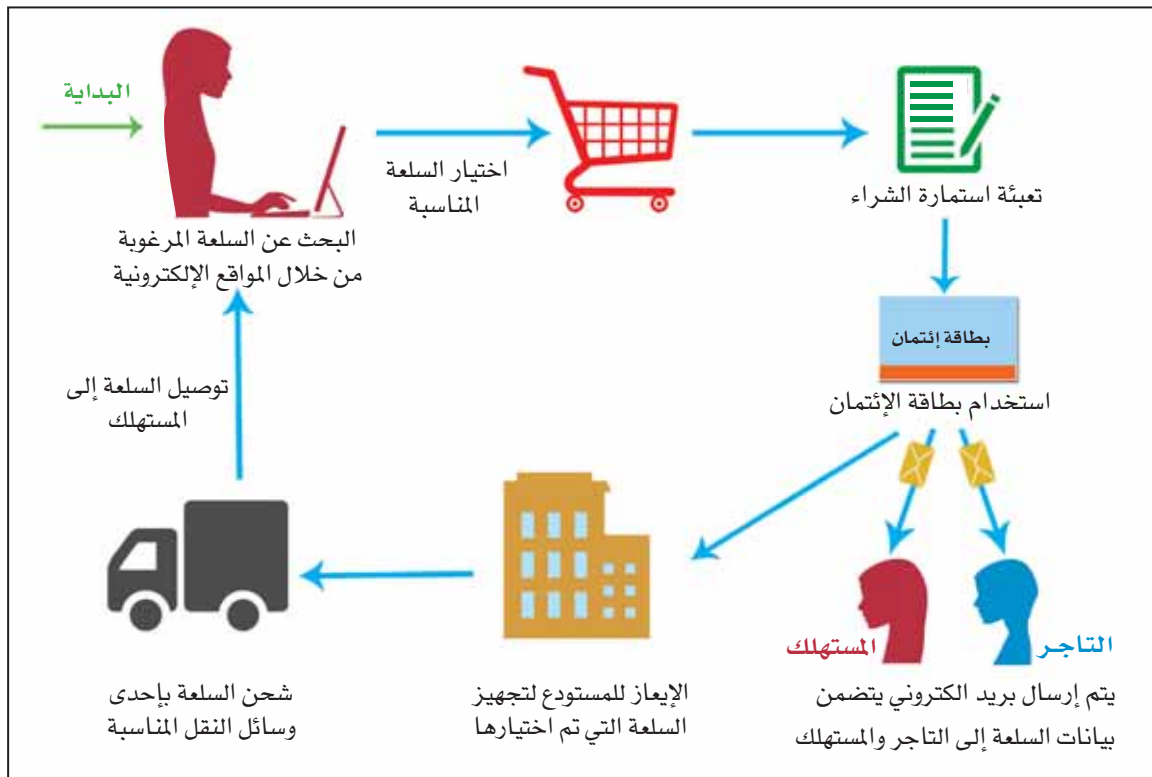 البداية
البحث عن السلعة المرغوبة
من خلال المواقع الإلكترونية
اختيار السلعة
المناسبة
تعبئة استمارة الشراء
بطاقة إئتمان
استخدام بطاقة الإئتمان
التاجر
المستهلك
يتم إرسال بريد الكتروني يتضمن
بيانات السلعة إلى التاجر والمستهلك
الإيعاز للمستودع لتجهيز
السلعة التي تم اختيارها
شحن السلعة بإحدى
وسائل النقل المناسبة
توصيل السلعة إلى
المستهلك